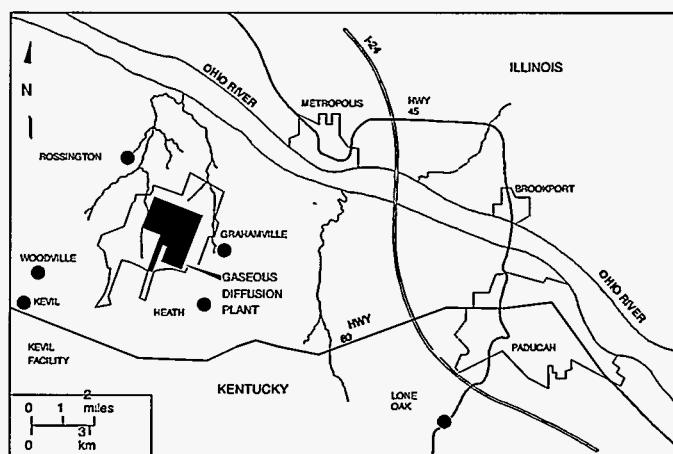 I-24
OHIO RIVER
ILLINOIS
N
METROPOLIS
HWY
45
ROSSINGTON
BROOKPORT
GRAHAMVILLE
WOODVILLE
GASEOUS
DIFFUSION
PLANT
KEVIL
HEATH
OHIO RIVER
HWY
60
KEVIL
FACILITY
PADUCAH
KENTUCKY
LONE
OAK
2
0 1 miles
0 3 km